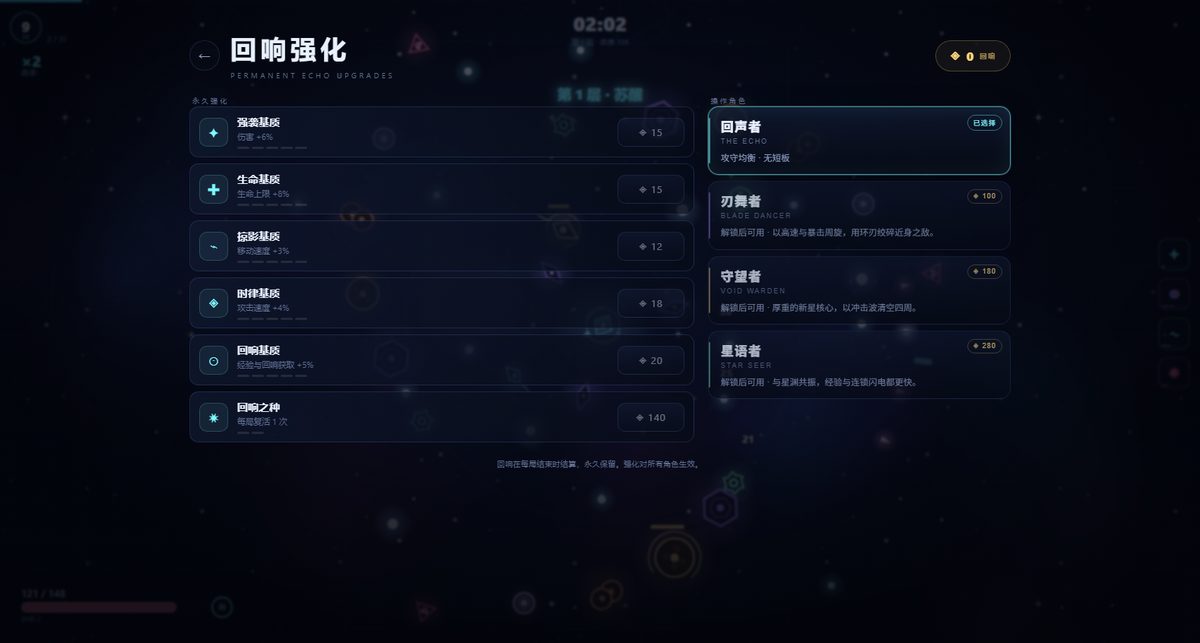 9
×2
02:02
第 1 层 · 苏醒
←
回响强化
PERMANENT ECHO UPGRADES
0 回响
永久强化
强袭基质
伤害 +6%
15
生命基质
生命上限 +8%
15
掠影基质
移动速度 +3%
12
时律基质
攻击速度 +4%
18
回响基质
经验与回响获取 +5%
20
回响之种
每局复活 1 次
140
操作角色
回声者
THE ECHO
攻守均衡 · 无短板
已选择
刃舞者
BLADE DANCER
解锁后可用 · 以高速与暴击周旋，用环刃绞碎近身之敌。
100
守望者
VOID WARDEN
解锁后可用 · 厚重的新星核心，以冲击波清空四周。
180
星语者
STAR SEER
解锁后可用 · 与星渊共振，经验与连锁闪电都更快。
280
21
回响在每局结束时结算，永久保留。强化对所有角色生效。
121 / 148